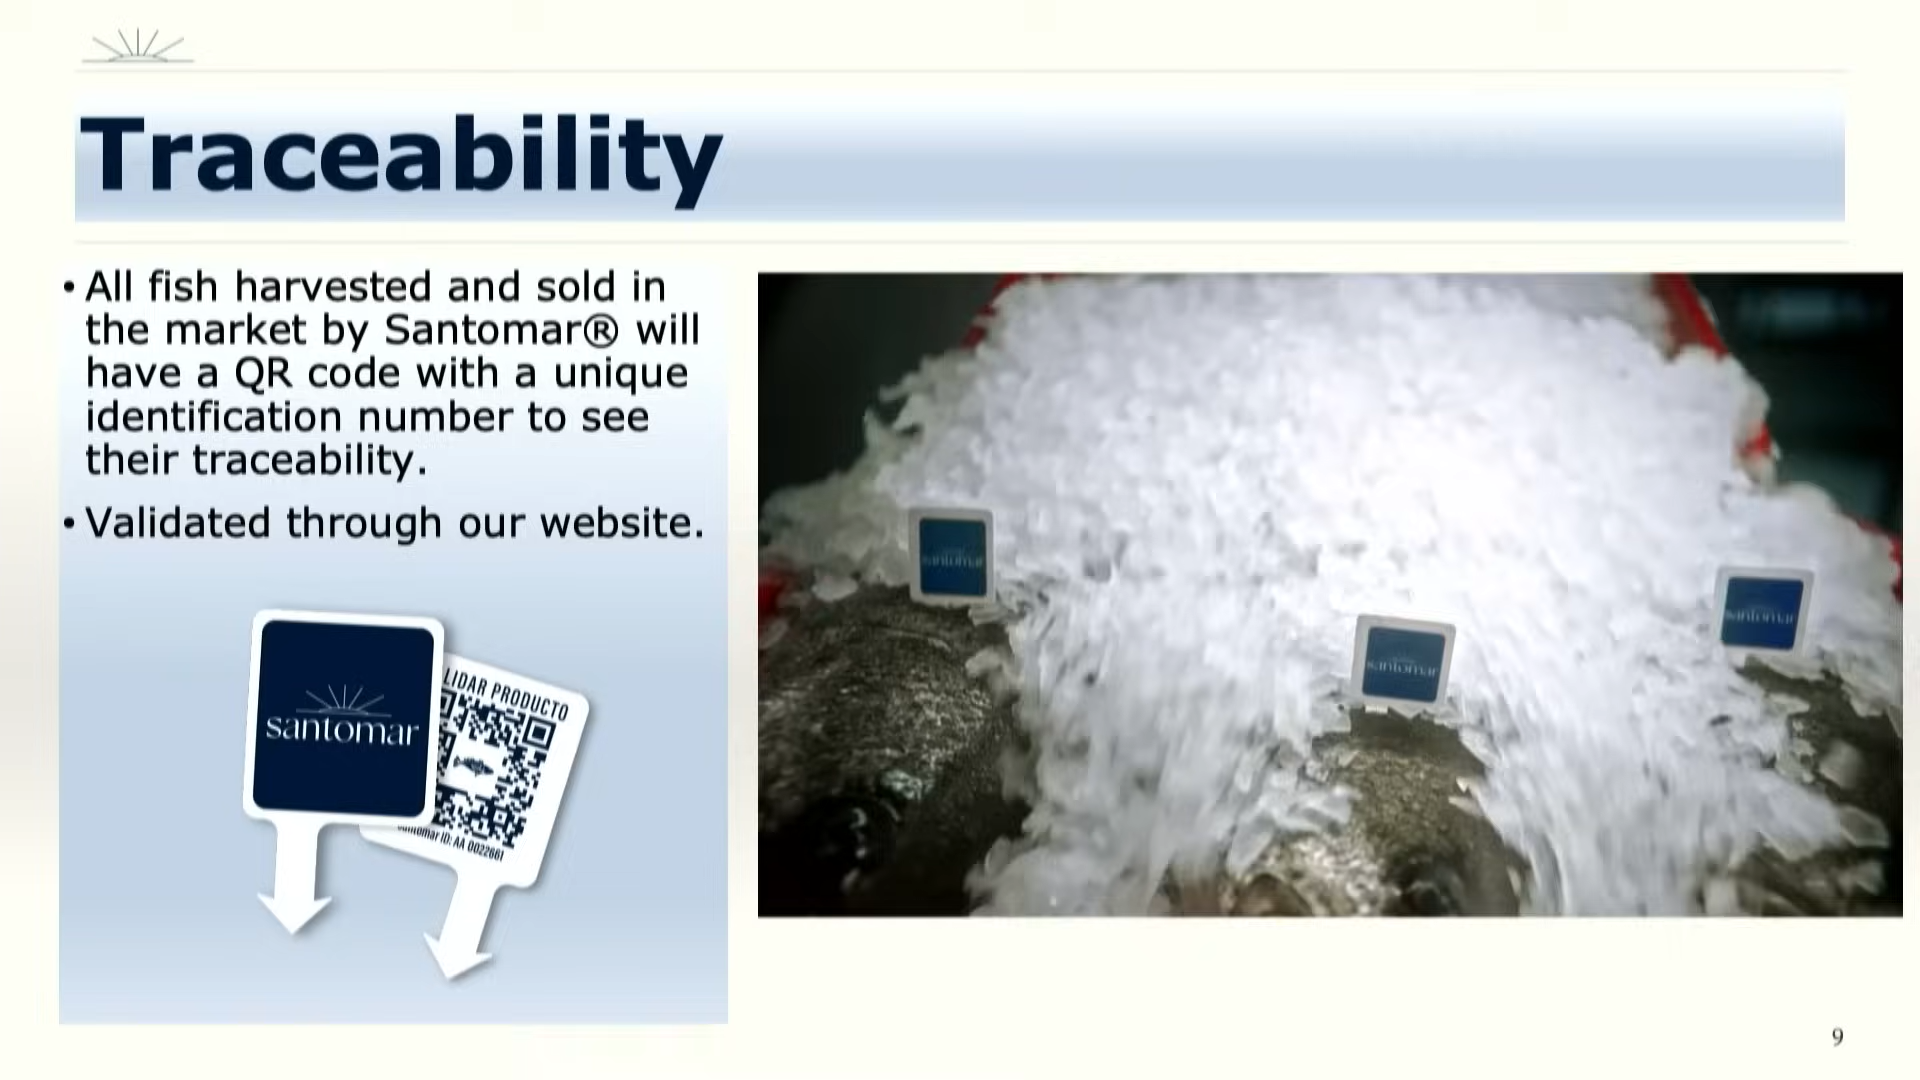 Traceability
• All fish harvested and sold in
the market by Santomar® will
have a QR code with a unique
identification number to see
their traceability.
• Validated through our website.
santomar
LIDAR PRODUCTO
santomar ID: AA 0022661
santomar
santomar
santomar
9